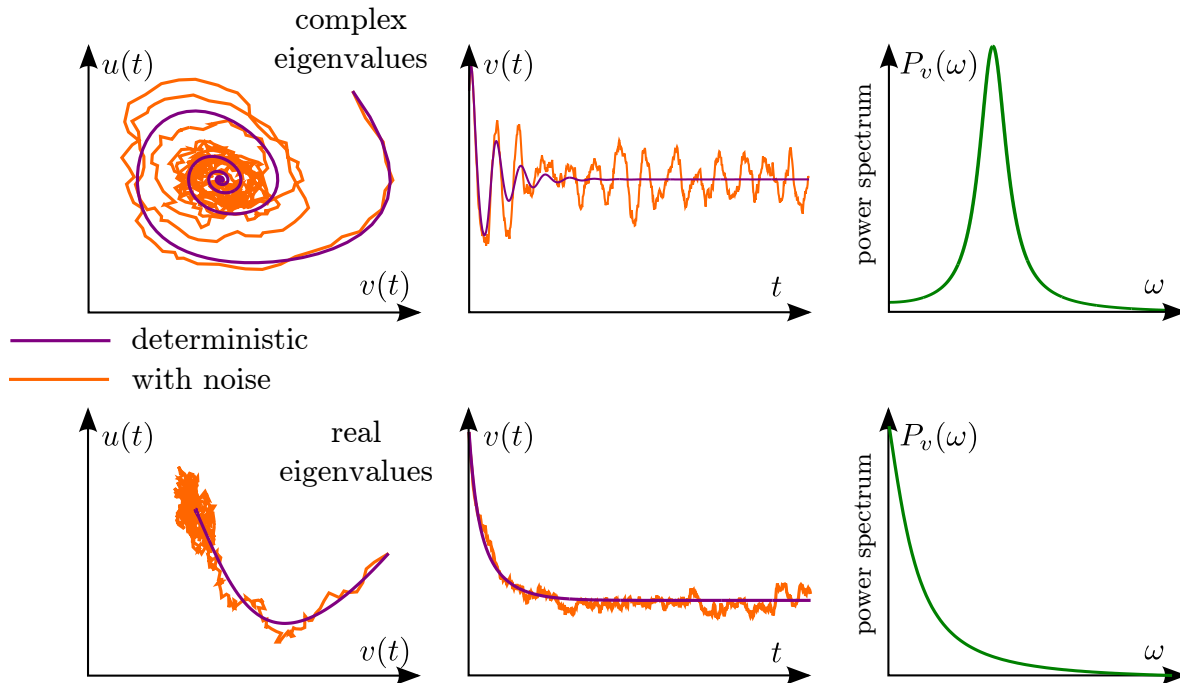 complex
eigenvalues
u(t)
v(t)
v(t)
t
P_v(ω)
power spectrum
ω
deterministic
with noise
real
eigenvalues
u(t)
v(t)
v(t)
t
P_v(ω)
power spectrum
ω